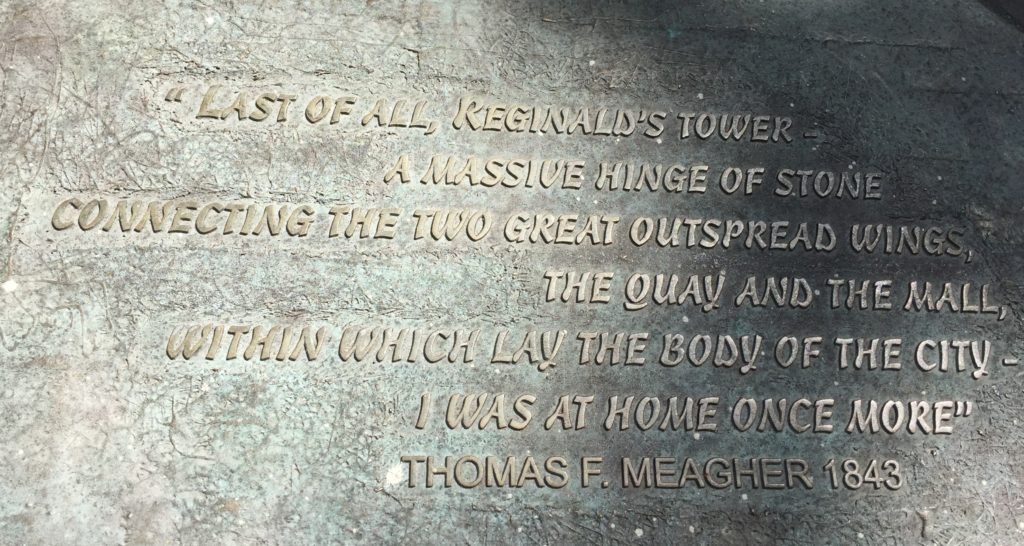 “ LAST OF ALL, REGINALD'S TOWER –
A MASSIVE HINGE OF STONE
CONNECTING THE TWO GREAT OUTSPREAD WINGS,
THE QUAY AND THE MALL,
WITHIN WHICH LAY THE BODY OF THE CITY –
I WAS AT HOME ONCE MORE”
THOMAS F. MEAGHER 1843